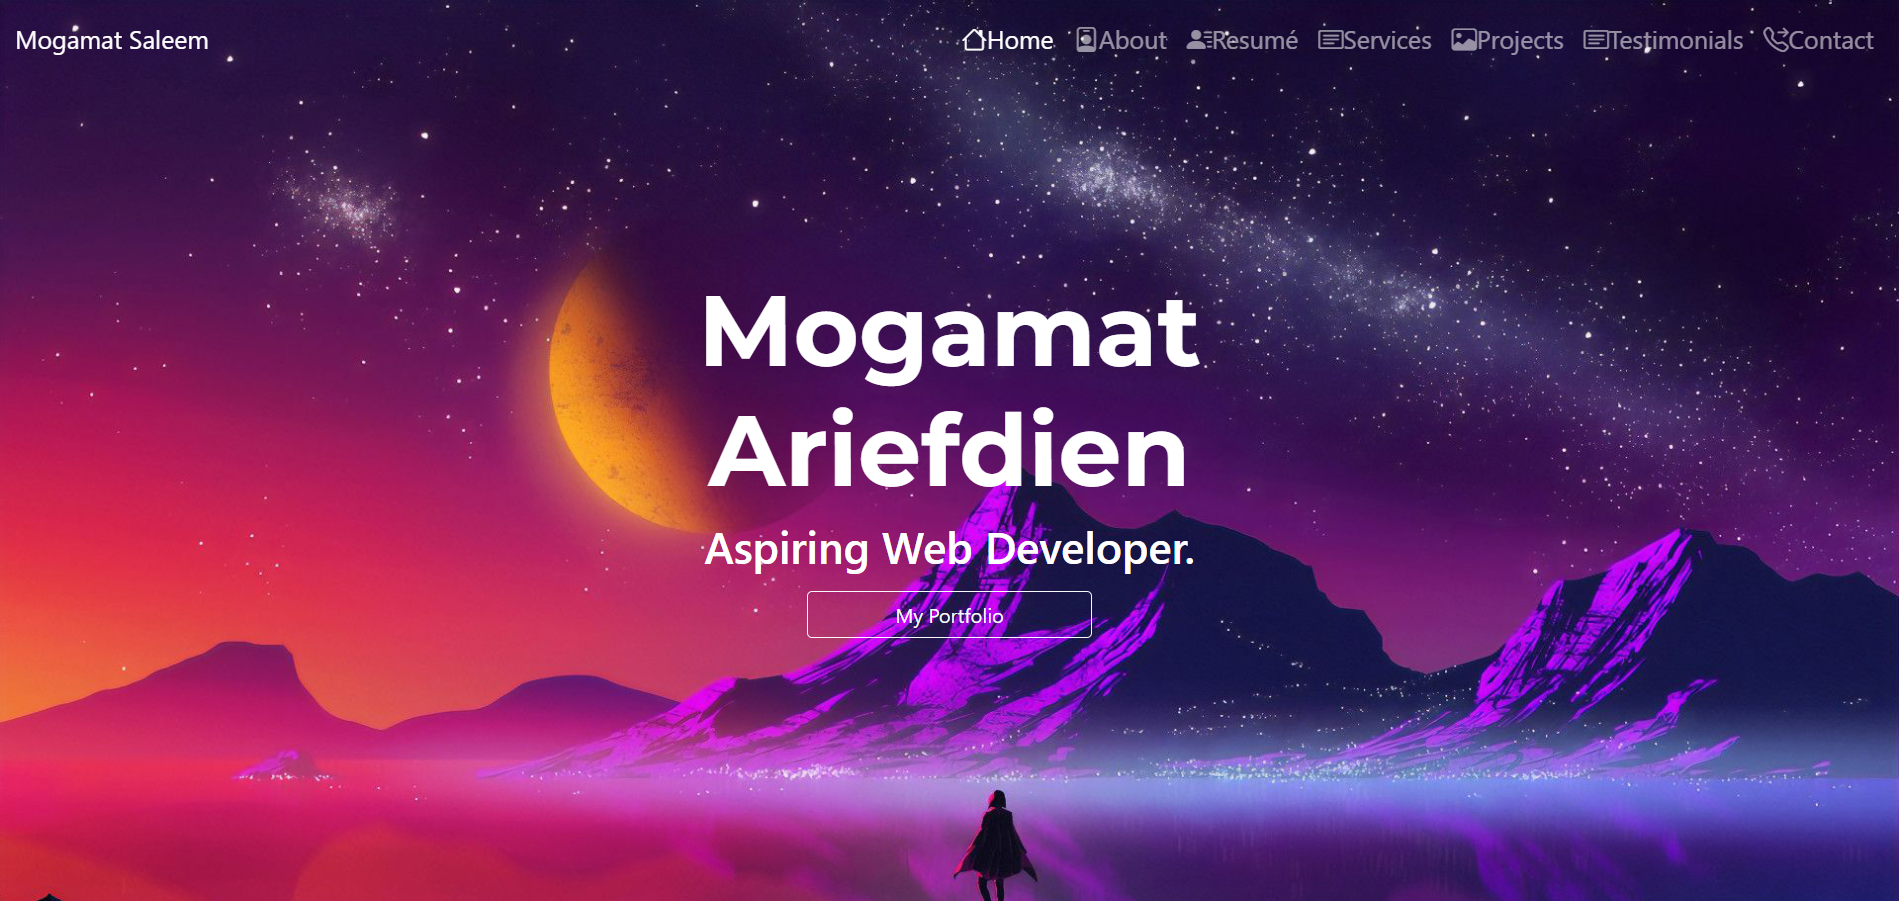 Mogamat Saleem
Home About Resumé Services Projects Testimonials Contact
Mogamat
Ariefdien
Aspiring Web Developer.
My Portfolio